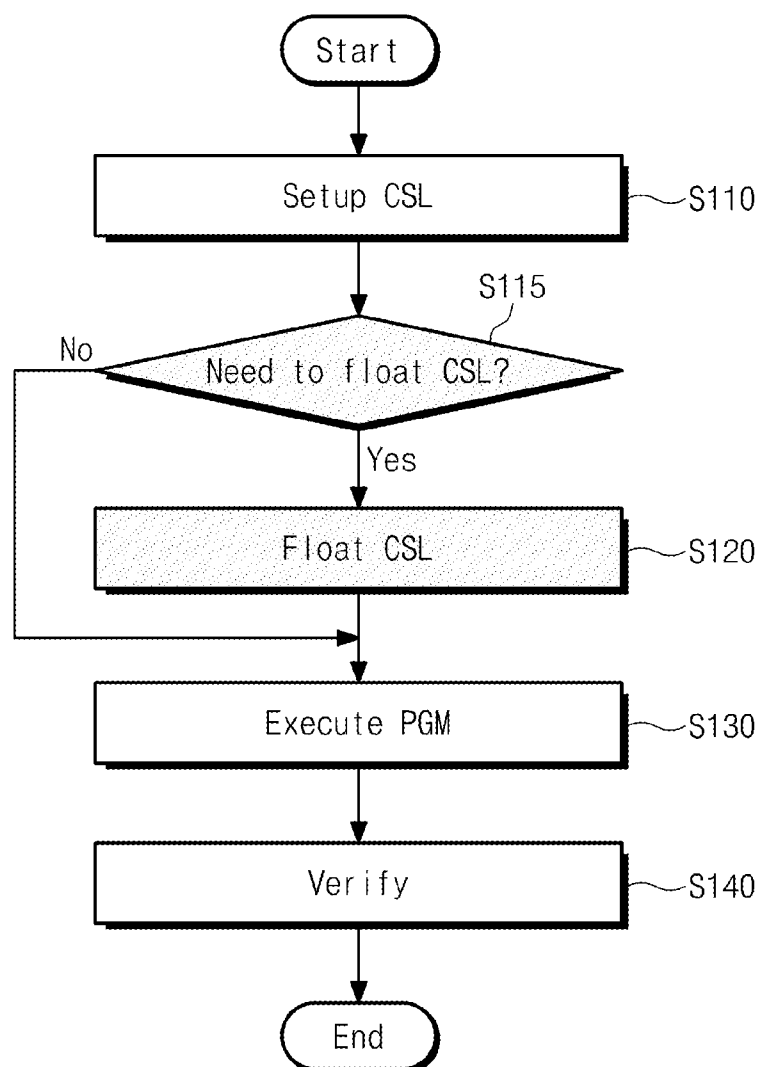 Start
Setup CSL
S110
S115
No
Need to float CSL?
Yes
Float CSL
S120
Execute PGM
S130
Verify
S140
End